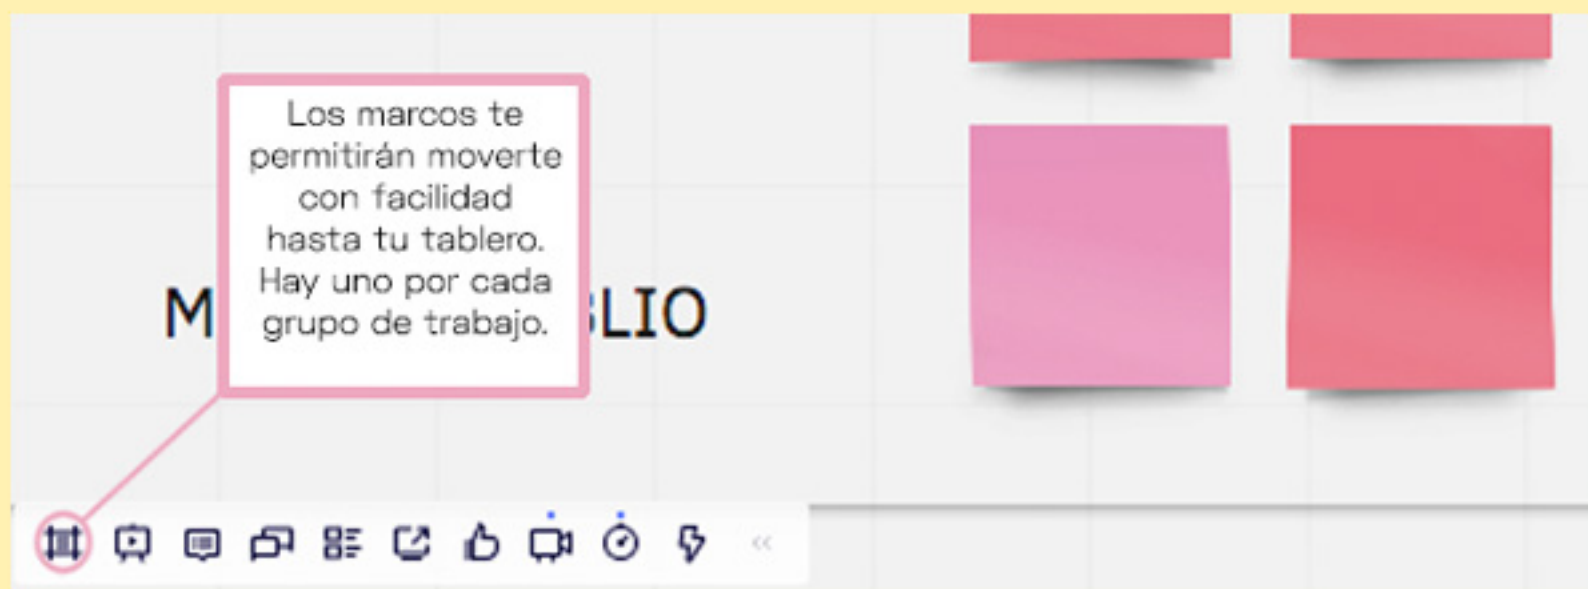 Los marcos te
permitirán moverte
con facilidad
hasta tu tablero.
Hay uno por cada
grupo de trabajo.